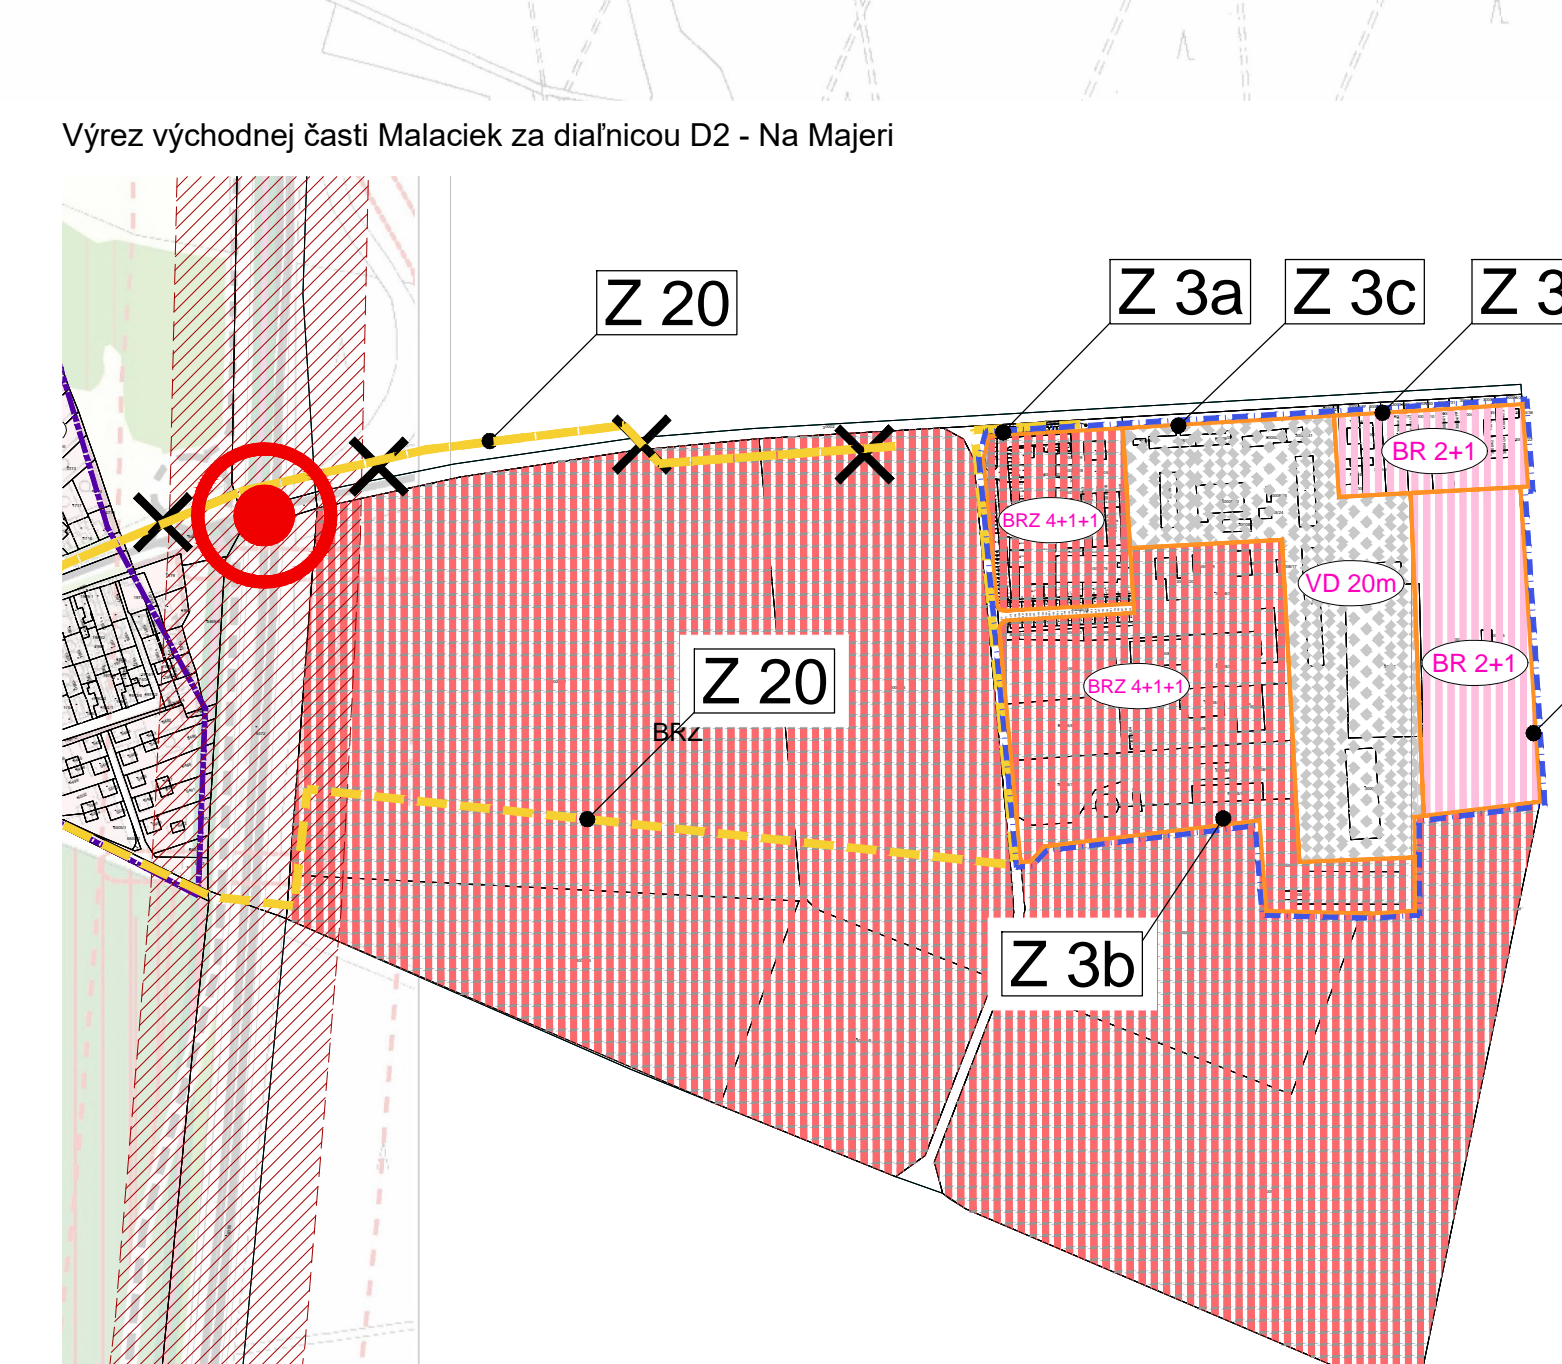 Výrez východnej časti Malaciek za diaľnicou D2 - Na Majeri
Z 20
Z 3a
Z 3c
Z 3
BR 2+1
BRZ 4+1+1
VD 20m
BR 2+1
BRZ 4+1+1
Z 20
BRZ
Z 3b